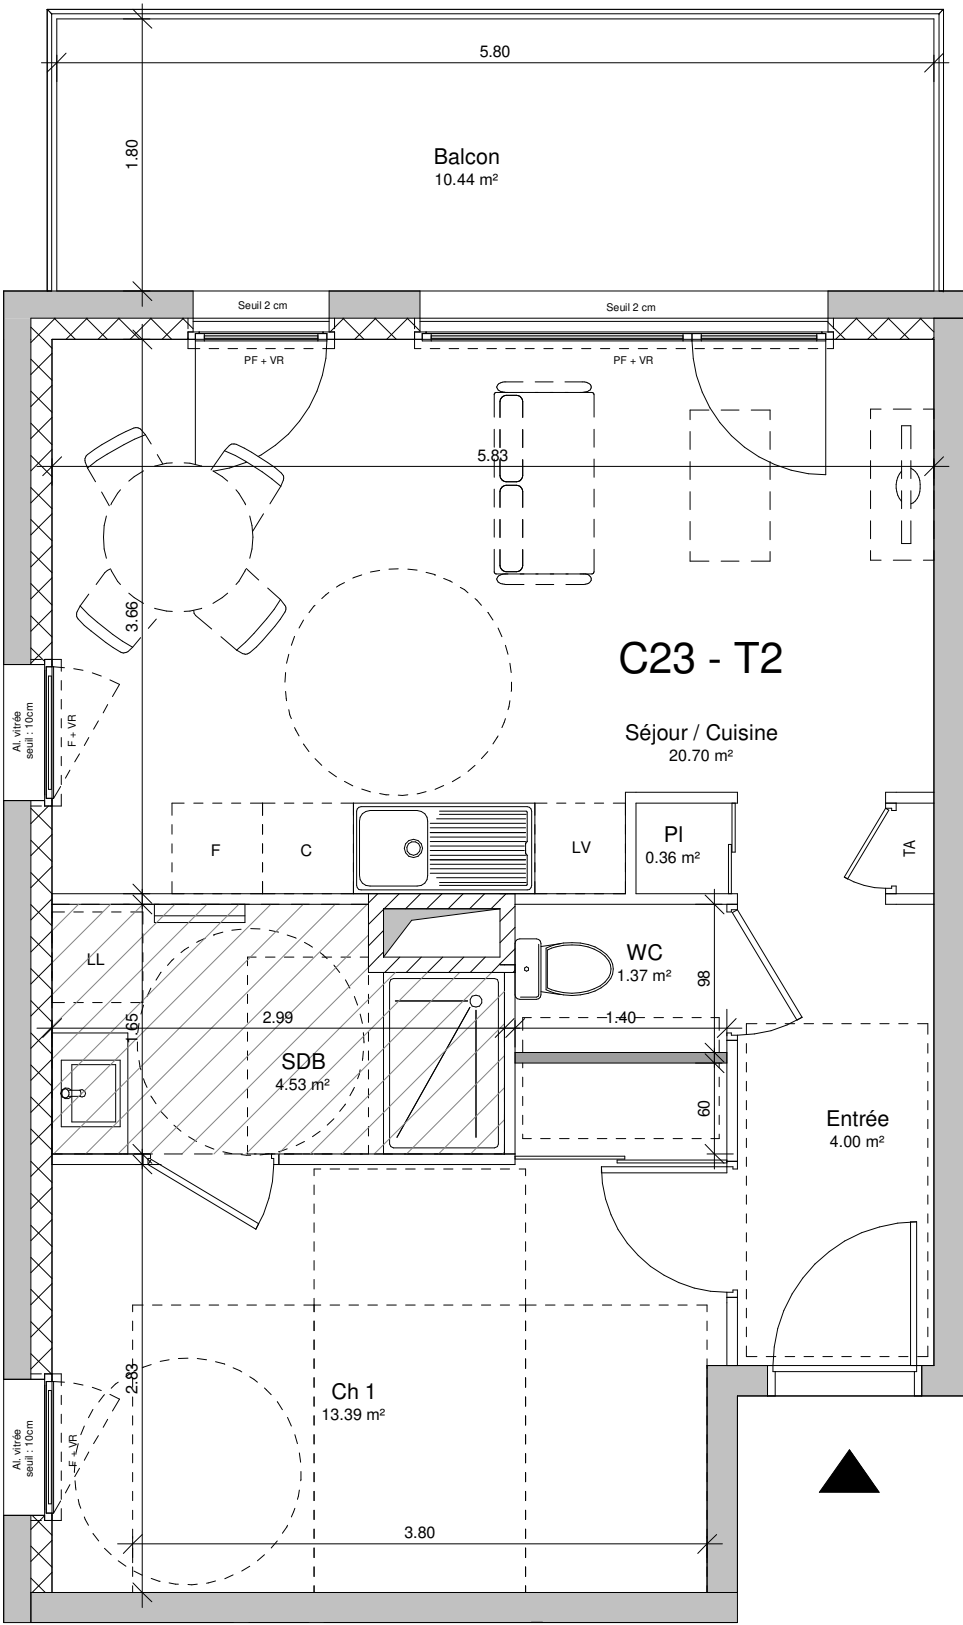 5.80
1.80
Balcon
10.44 m²
Seuil 2 cm
Seuil 2 cm
PF + VR
PF + VR
5.83
3.66
C23 - T2
Al. vitrée
seuil : 10cm
F + VR
Séjour / Cuisine
20.70 m²
F
C
LV
Pl
0.36 m²
TA
LL
WC
1.37 m²
98
1.65
2.99
1.40
SDB
4.53 m²
60
Entrée
4.00 m²
2.83
Ch 1
13.39 m²
Al. vitrée
seuil : 10cm
F + VR
3.80